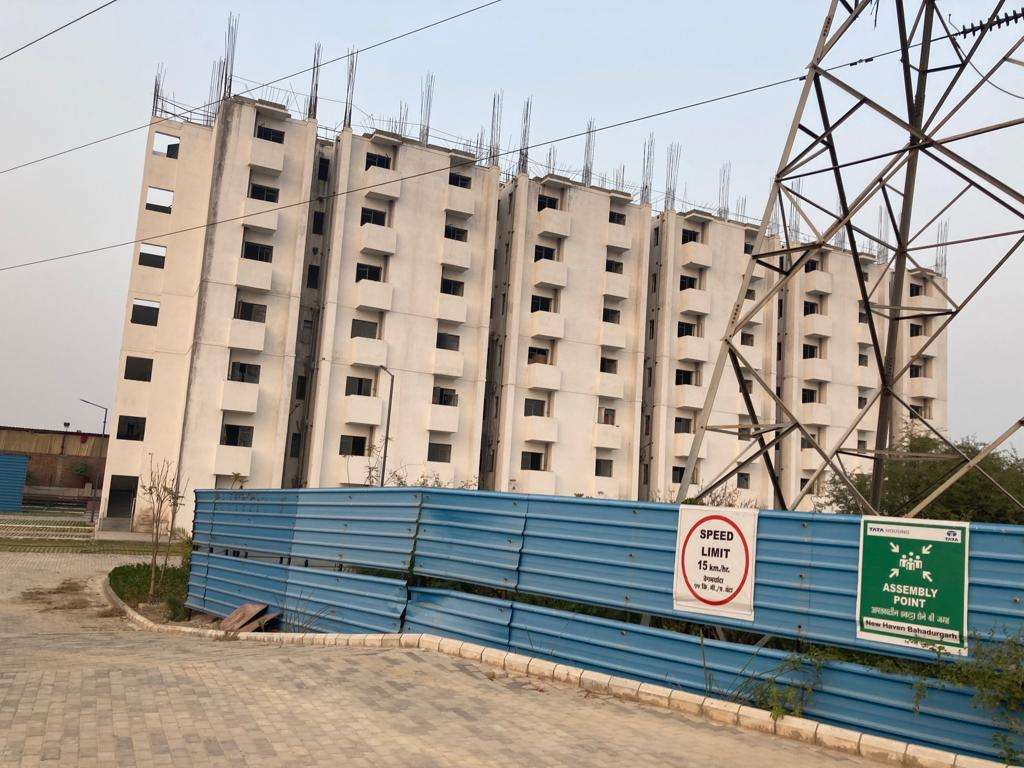 SPEED
LIMIT
15 km./hr.
TATA HOUSING
TATA
ASSEMBLY
POINT
New Haven Bahadurgarh